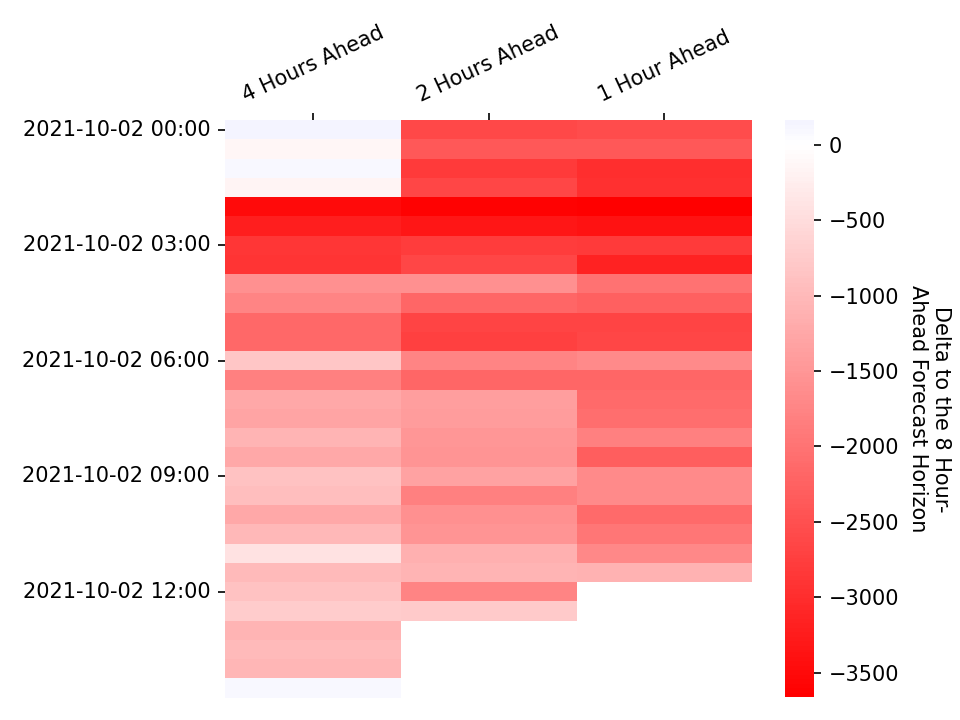 4 Hours Ahead
2 Hours Ahead
1 Hour Ahead
2021-10-02 00:00
2021-10-02 03:00
2021-10-02 06:00
2021-10-02 09:00
2021-10-02 12:00
0
−500
−1000
−1500
−2000
−2500
−3000
−3500
Delta to the 8 Hour-
Ahead Forecast Horizon